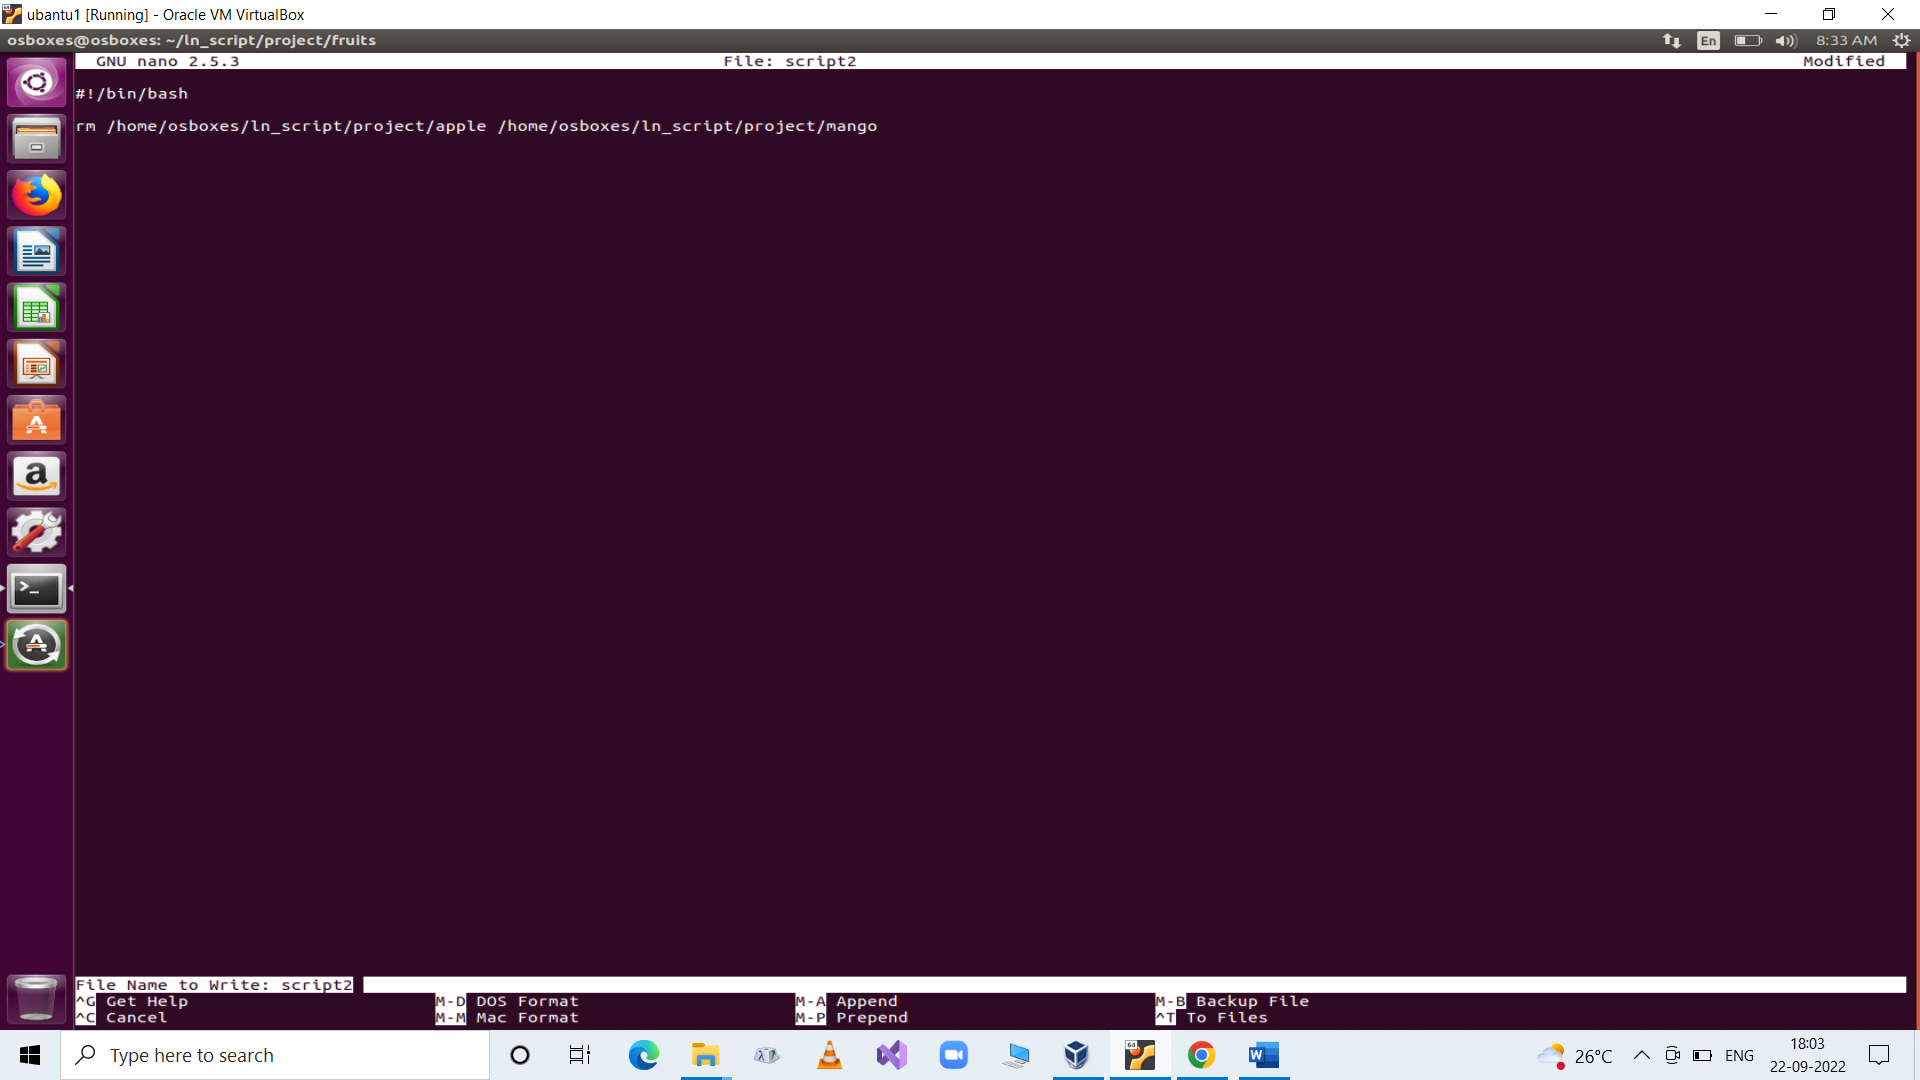 ubantu1 [Running] - Oracle VM VirtualBox
osboxes@osboxes: ~/ln_script/project/fruits
En
8:33 AM
GNU nano 2.5.3 File: script2 Modified
#!/bin/bash
rm /home/osboxes/ln_script/project/apple /home/osboxes/ln_script/project/mango
File Name to Write: script2
^G Get Help M-D DOS Format M-A Append M-B Backup File
^C Cancel M-M Mac Format M-P Prepend ^T To Files
Type here to search
26°C
ENG
18:03
22-09-2022